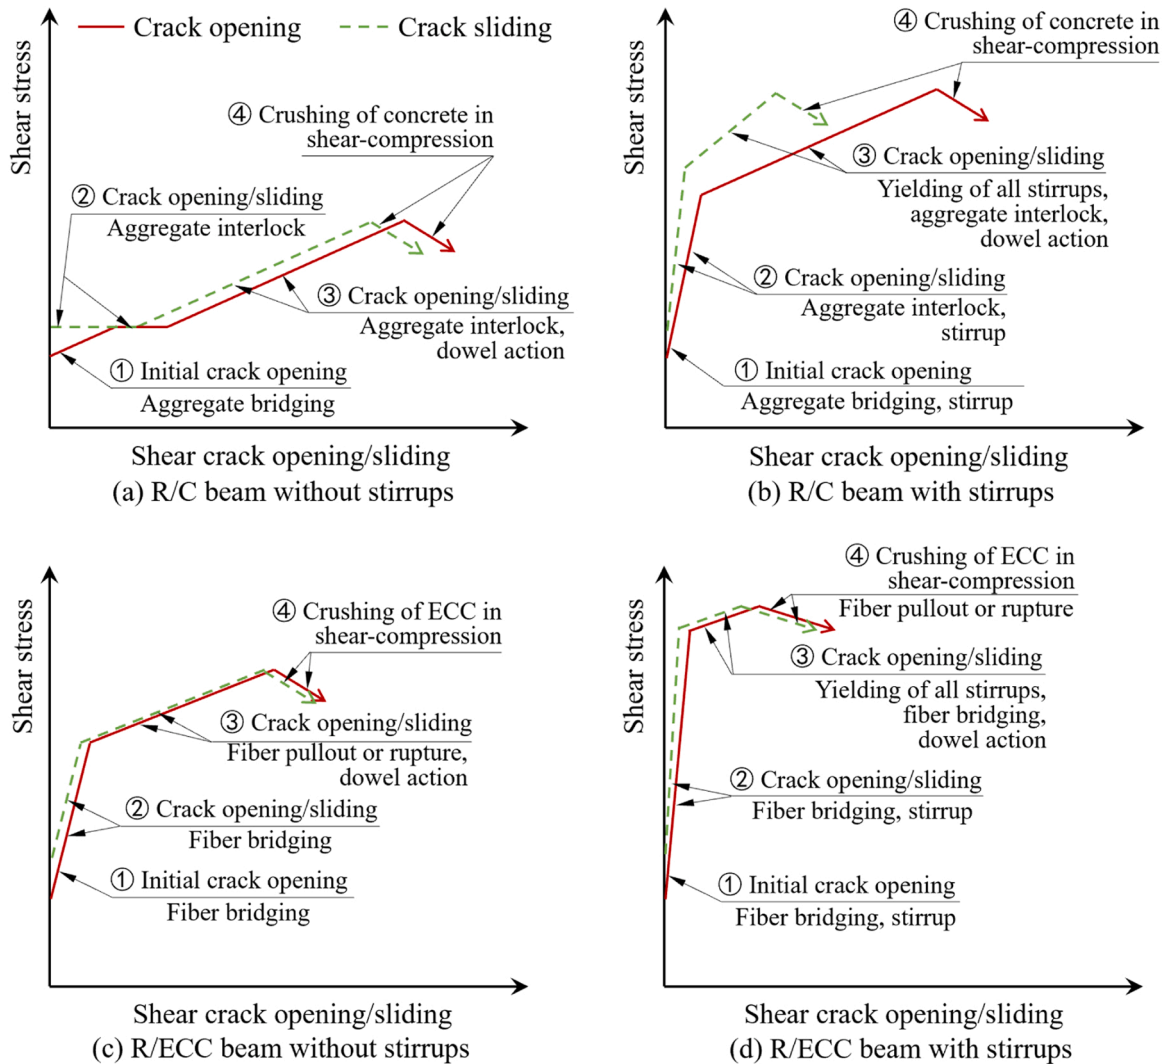 Shear stress
Crack opening
Crack sliding
④ Crushing of concrete in
shear-compression
② Crack opening/sliding
Aggregate interlock
③ Crack opening/sliding
Aggregate interlock,
dowel action
① Initial crack opening
Aggregate bridging
Shear crack opening/sliding
(a) R/C beam without stirrups
Shear stress
④ Crushing of concrete in
shear-compression
③ Crack opening/sliding
Yielding of all stirrups,
aggregate interlock,
dowel action
② Crack opening/sliding
Aggregate interlock,
stirrup
① Initial crack opening
Aggregate bridging, stirrup
Shear crack opening/sliding
(b) R/C beam with stirrups
Shear stress
④ Crushing of ECC in
shear-compression
③ Crack opening/sliding
Fiber pullout or rupture,
dowel action
② Crack opening/sliding
Fiber bridging
① Initial crack opening
Fiber bridging
Shear crack opening/sliding
(c) R/ECC beam without stirrups
Shear stress
④ Crushing of ECC in
shear-compression
Fiber pullout or rupture
③ Crack opening/sliding
Yielding of all stirrups,
fiber bridging,
dowel action
② Crack opening/sliding
Fiber bridging, stirrup
① Initial crack opening
Fiber bridging, stirrup
Shear crack opening/sliding
(d) R/ECC beam with stirrups